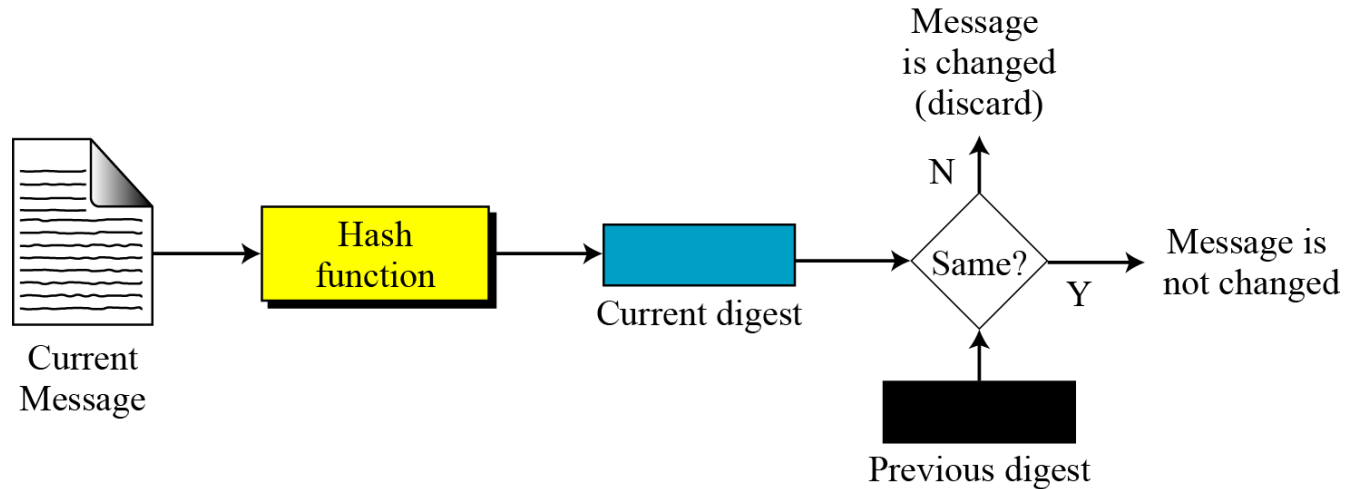 Message
is changed
(discard)
N
Hash
function
Same?
Message is
not changed
Y
Current digest
Current
Message
Previous digest